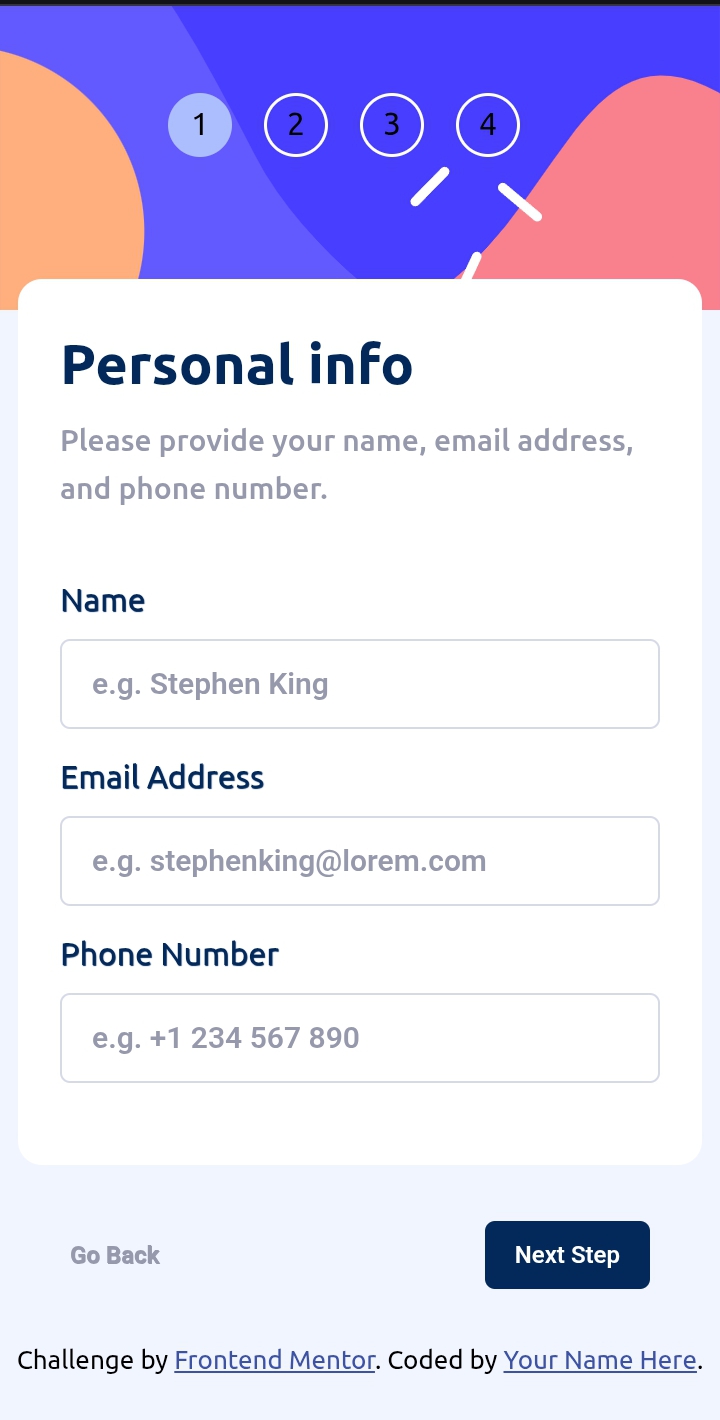 1 2 3 4
Personal info
Please provide your name, email address,
and phone number.
Name
e.g. Stephen King
Email Address
e.g. stephenking@lorem.com
Phone Number
e.g. +1 234 567 890
Go Back Next Step
Challenge by Frontend Mentor. Coded by Your Name Here.